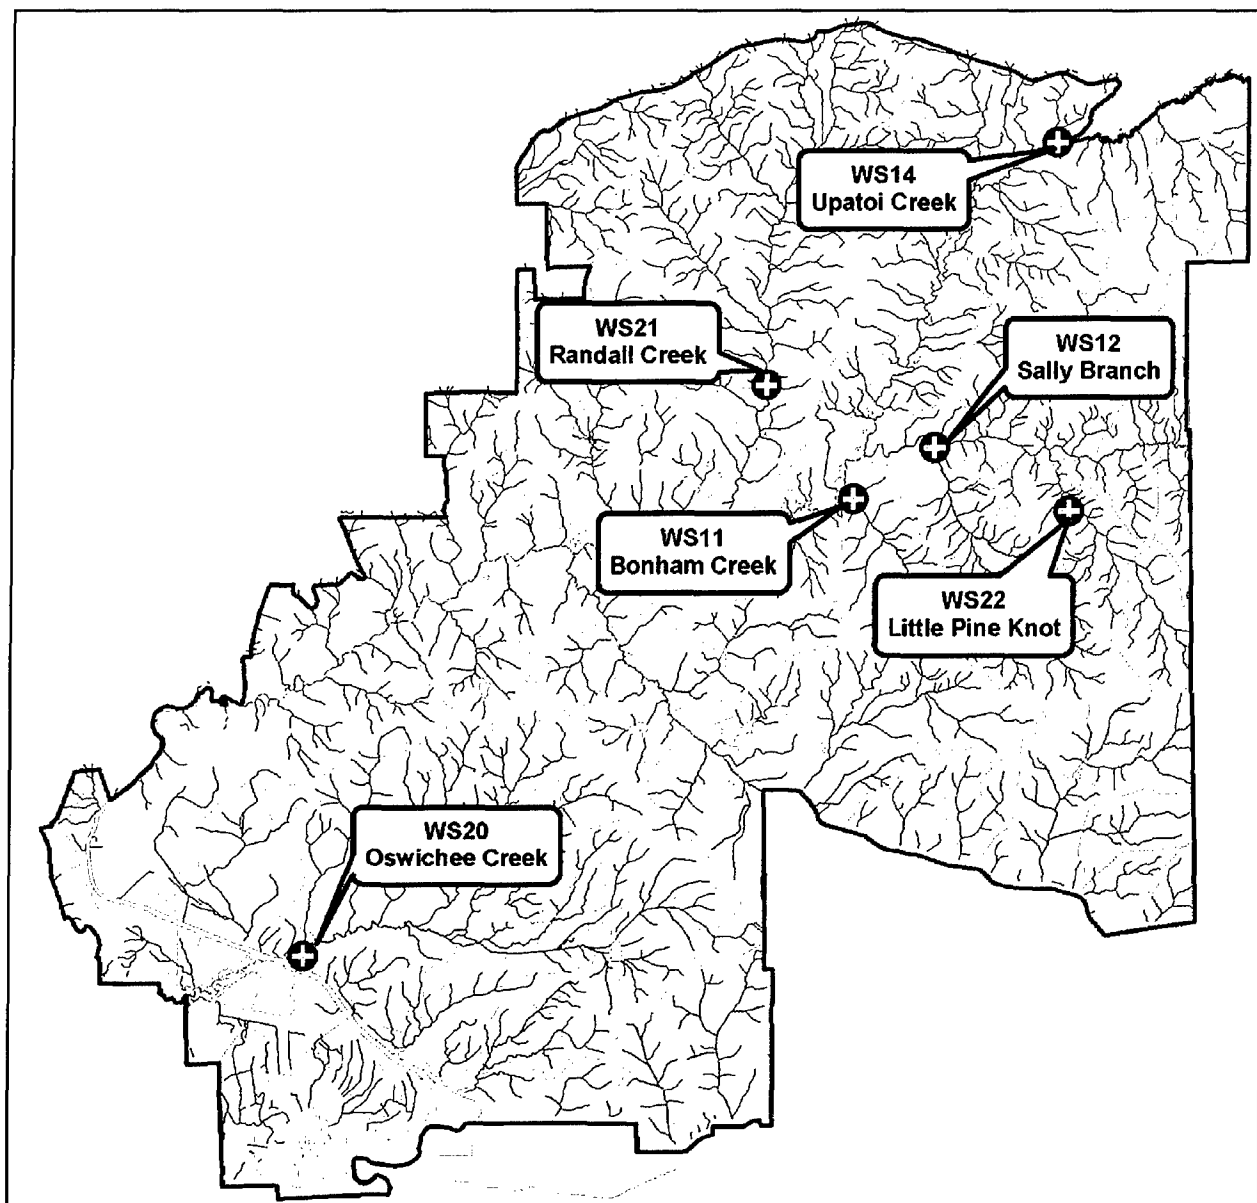 WS14
Upatoi Creek
WS21
Randall Creek
WS12
Sally Branch
WS11
Bonham Creek
WS22
Little Pine Knot
WS20
Oswichee Creek